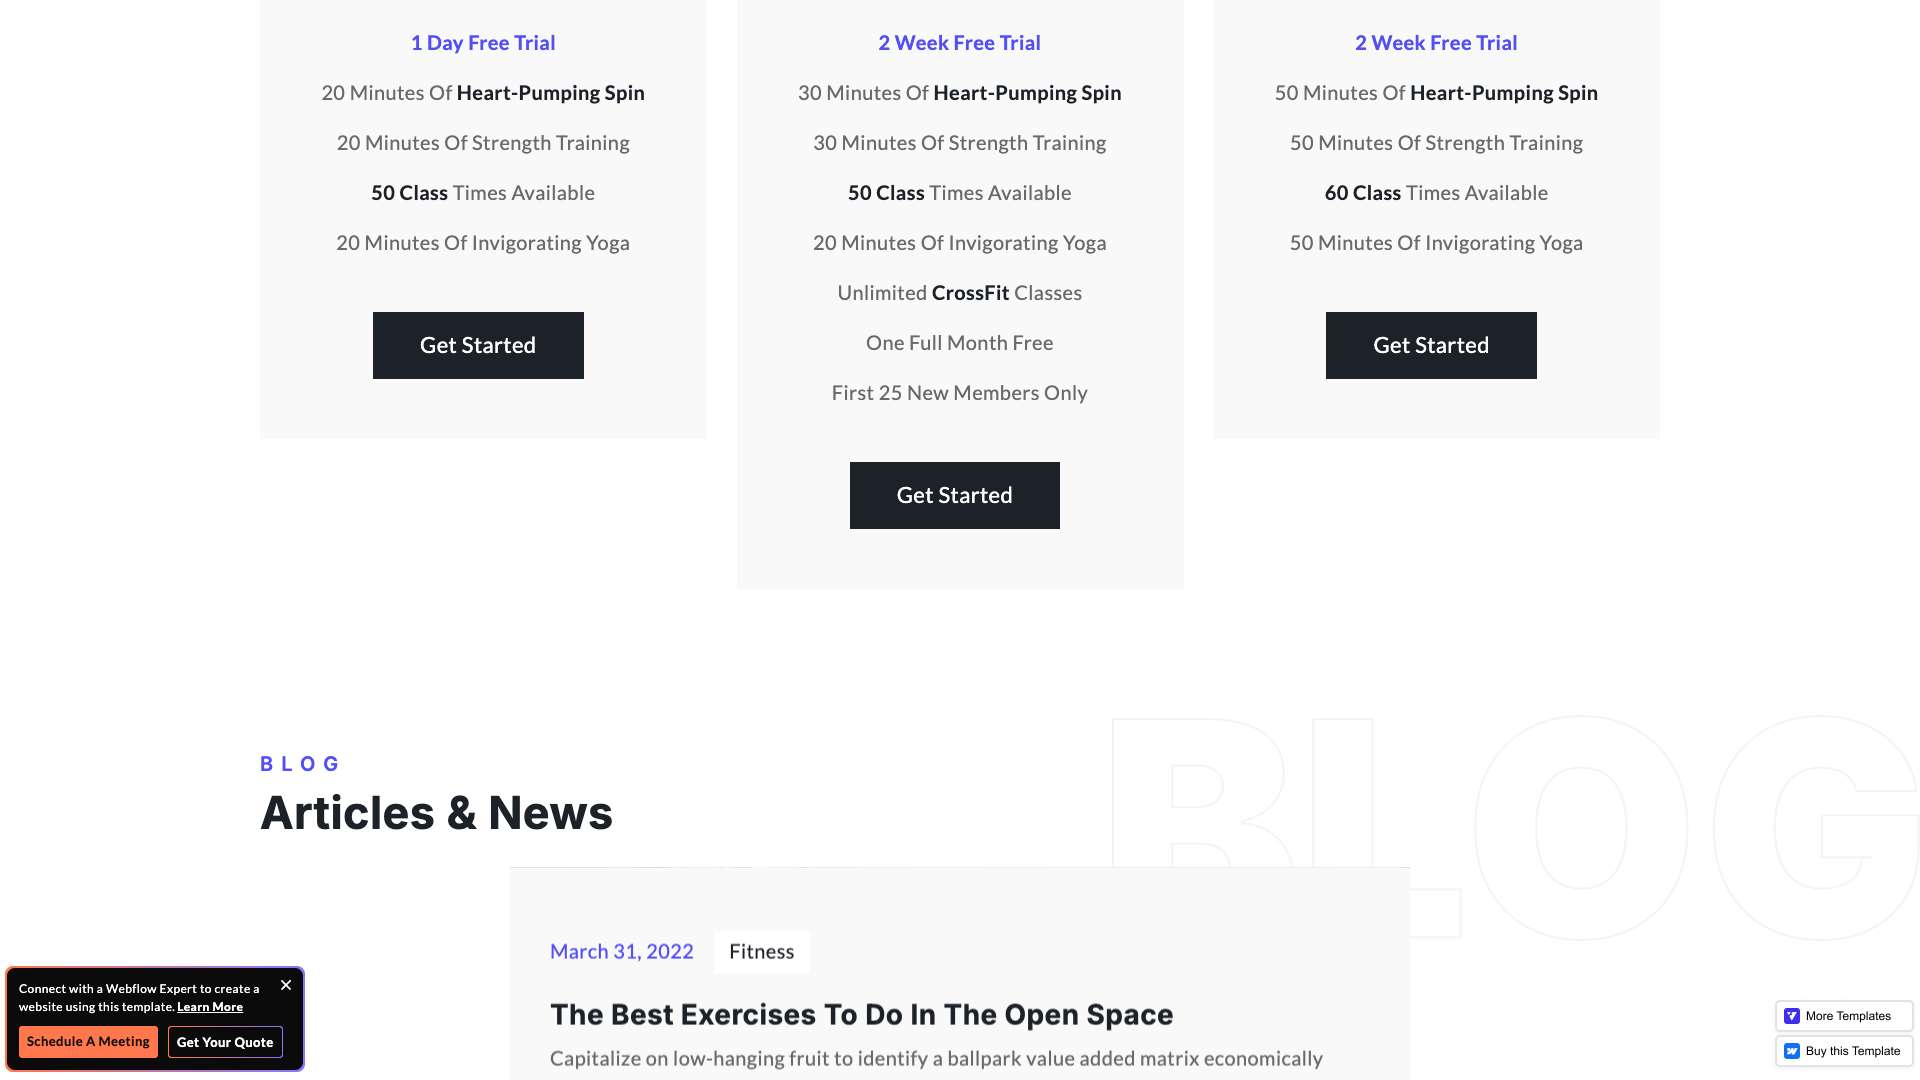 1 Day Free Trial
20 Minutes Of Heart-Pumping Spin
20 Minutes Of Strength Training
50 Class Times Available
20 Minutes Of Invigorating Yoga
Get Started
2 Week Free Trial
30 Minutes Of Heart-Pumping Spin
30 Minutes Of Strength Training
50 Class Times Available
20 Minutes Of Invigorating Yoga
Unlimited CrossFit Classes
One Full Month Free
First 25 New Members Only
Get Started
2 Week Free Trial
50 Minutes Of Heart-Pumping Spin
50 Minutes Of Strength Training
60 Class Times Available
50 Minutes Of Invigorating Yoga
Get Started
BLOG
BLOG
Articles & News
March 31, 2022 Fitness
The Best Exercises To Do In The Open Space
Capitalize on low-hanging fruit to identify a ballpark value added matrix economically
Connect with a Webflow Expert to create a
website using this template. Learn More
Schedule A Meeting Get Your Quote
More Templates
Buy this Template